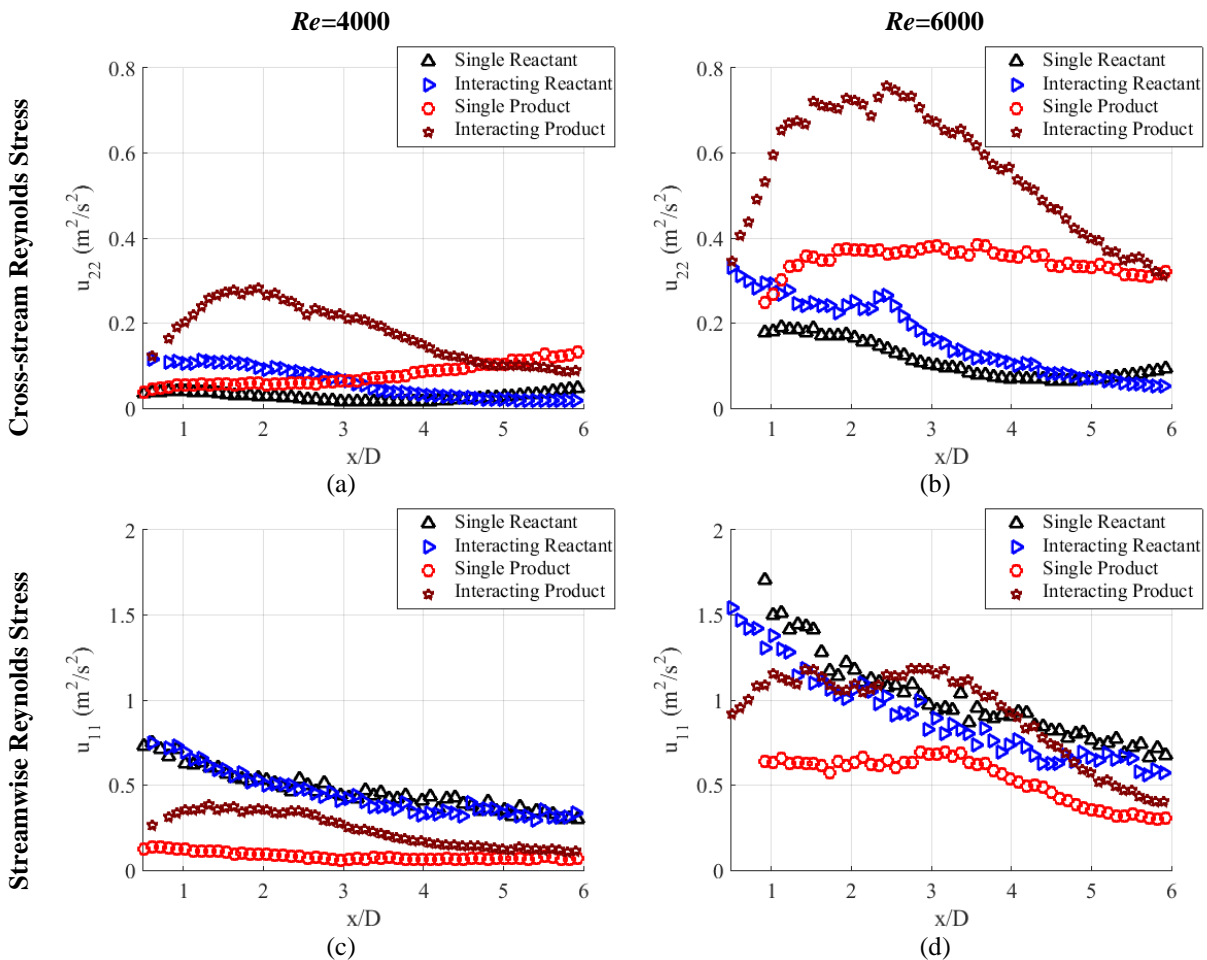 Re=4000
Re=6000
Cross-stream Reynolds Stress
Single Reactant
Interacting Reactant
Single Product
Interacting Product
0.8
0.6
0.4
0.2
0
u22 (m2/s2)
1 2 3 4 5 6
x/D
(a)
Single Reactant
Interacting Reactant
Single Product
Interacting Product
0.8
0.6
0.4
0.2
0
u22 (m2/s2)
1 2 3 4 5 6
x/D
(b)
Streamwise Reynolds Stress
Single Reactant
Interacting Reactant
Single Product
Interacting Product
2
1.5
1
0.5
0
u11 (m2/s2)
1 2 3 4 5 6
x/D
(c)
Single Reactant
Interacting Reactant
Single Product
Interacting Product
2
1.5
1
0.5
0
u11 (m2/s2)
1 2 3 4 5 6
x/D
(d)